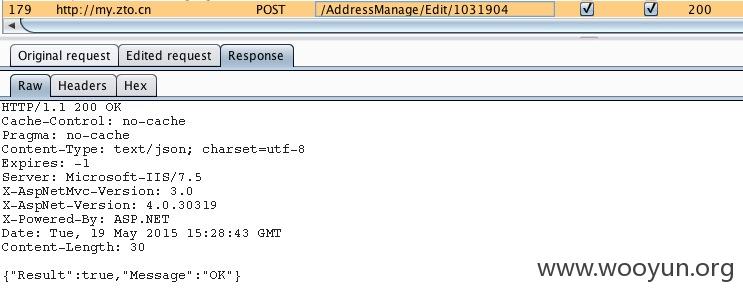 179 http://my.zto.cn POST /AddressManage/Edit/1031904 200
Original request Edited request Response
Raw Headers Hex
HTTP/1.1 200 OK
Cache-Control: no-cache
Pragma: no-cache
Content-Type: text/json; charset=utf-8
Expires: -1
Server: Microsoft-IIS/7.5
X-AspNetMvc-Version: 3.0
X-AspNet-Version: 4.0.30319
X-Powered-By: ASP.NET
Date: Tue, 19 May 2015 15:28:43 GMT
Content-Length: 30
{"Result":true,"Message":"OK"}
www.wooyun.org